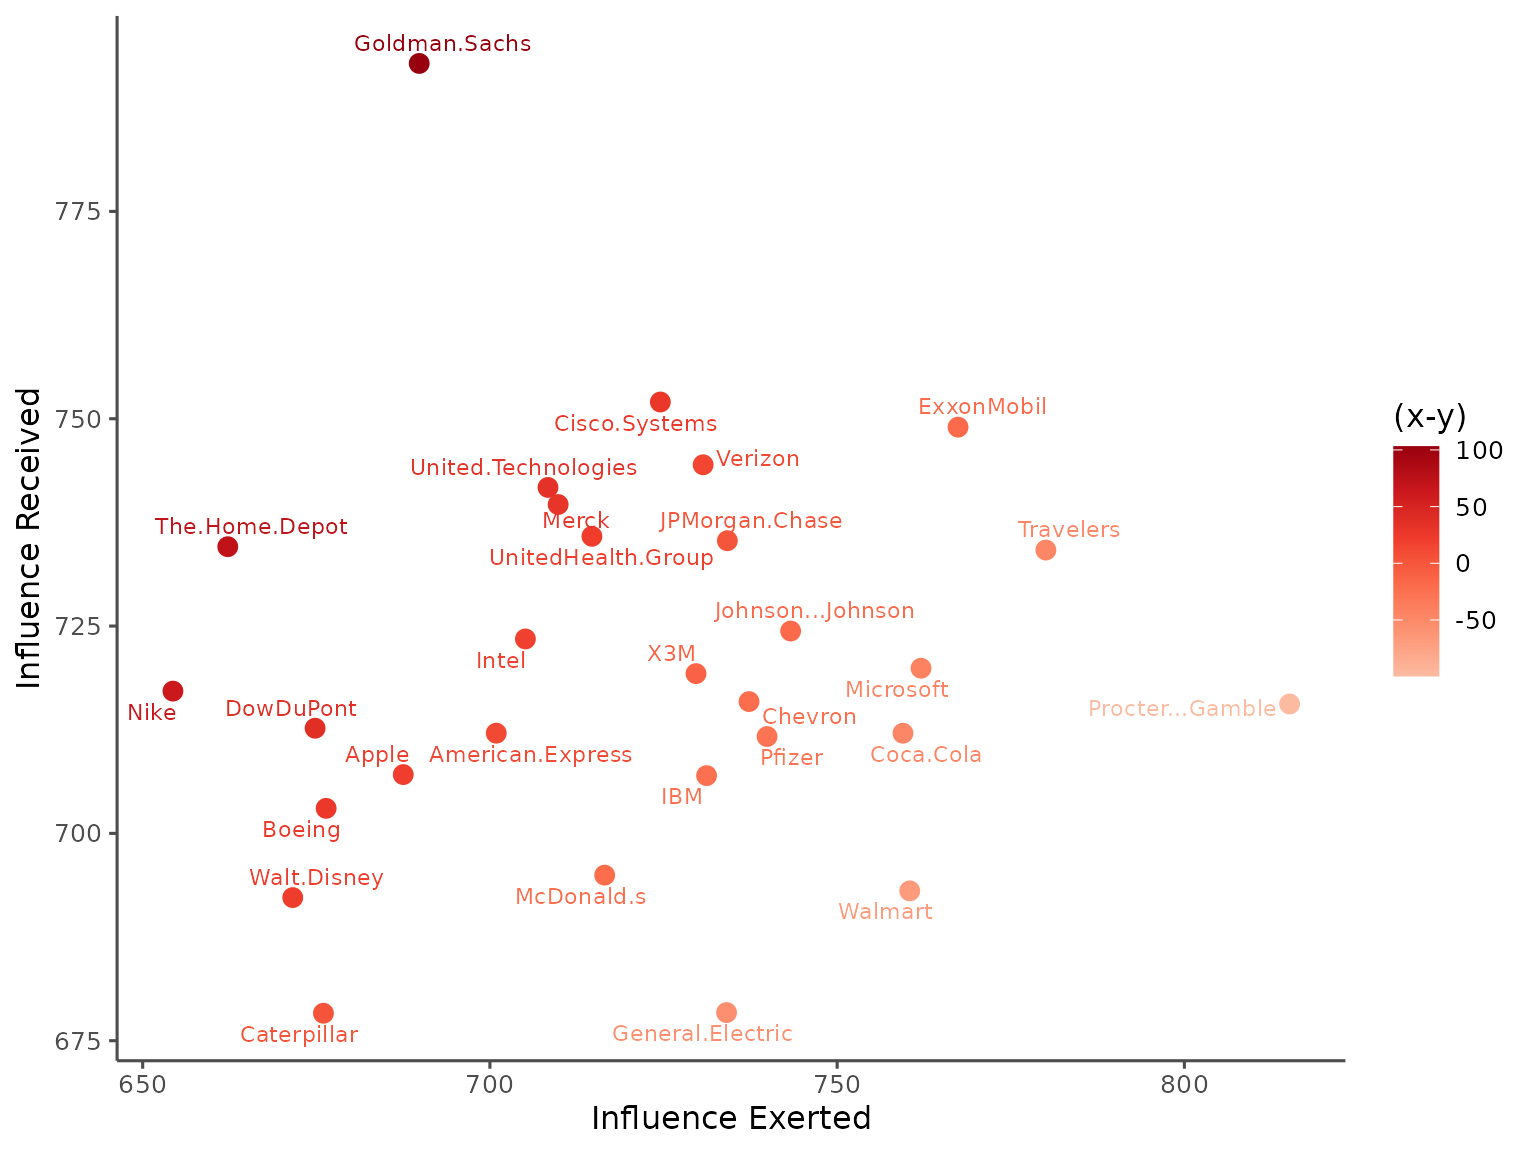 Goldman.Sachs
775
Influence Received
750
ExxonMobil
Cisco.Systems
(x-y)
100
Verizon
United.Technologies
50
Merck
JPMorgan.Chase
The.Home.Depot
Travelers
UnitedHealth.Group
0
725
Johnson...Johnson
-50
X3M
Intel
Microsoft
Nike
DowDuPont
Procter...Gamble
Chevron
Apple
American.Express
Pfizer
Coca.Cola
IBM
700
Boeing
Walt.Disney
McDonald.s
Walmart
675
Caterpillar
General.Electric
650
700
750
800
Influence Exerted